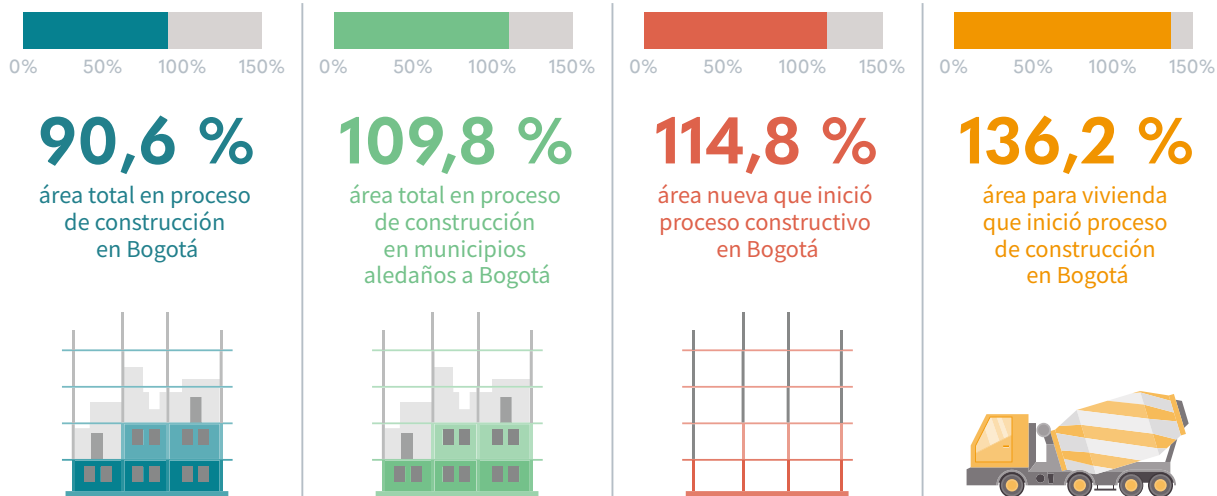 0% 50% 100% 150%
90,6 %
área total en proceso
de construcción
en Bogotá
0% 50% 100% 150%
109,8 %
área total en proceso
de construcción
en municipios
aledaños a Bogotá
0% 50% 100% 150%
114,8 %
área nueva que inició
proceso constructivo
en Bogotá
0% 50% 100% 150%
136,2 %
área para vivienda
que inició proceso
de construcción
en Bogotá